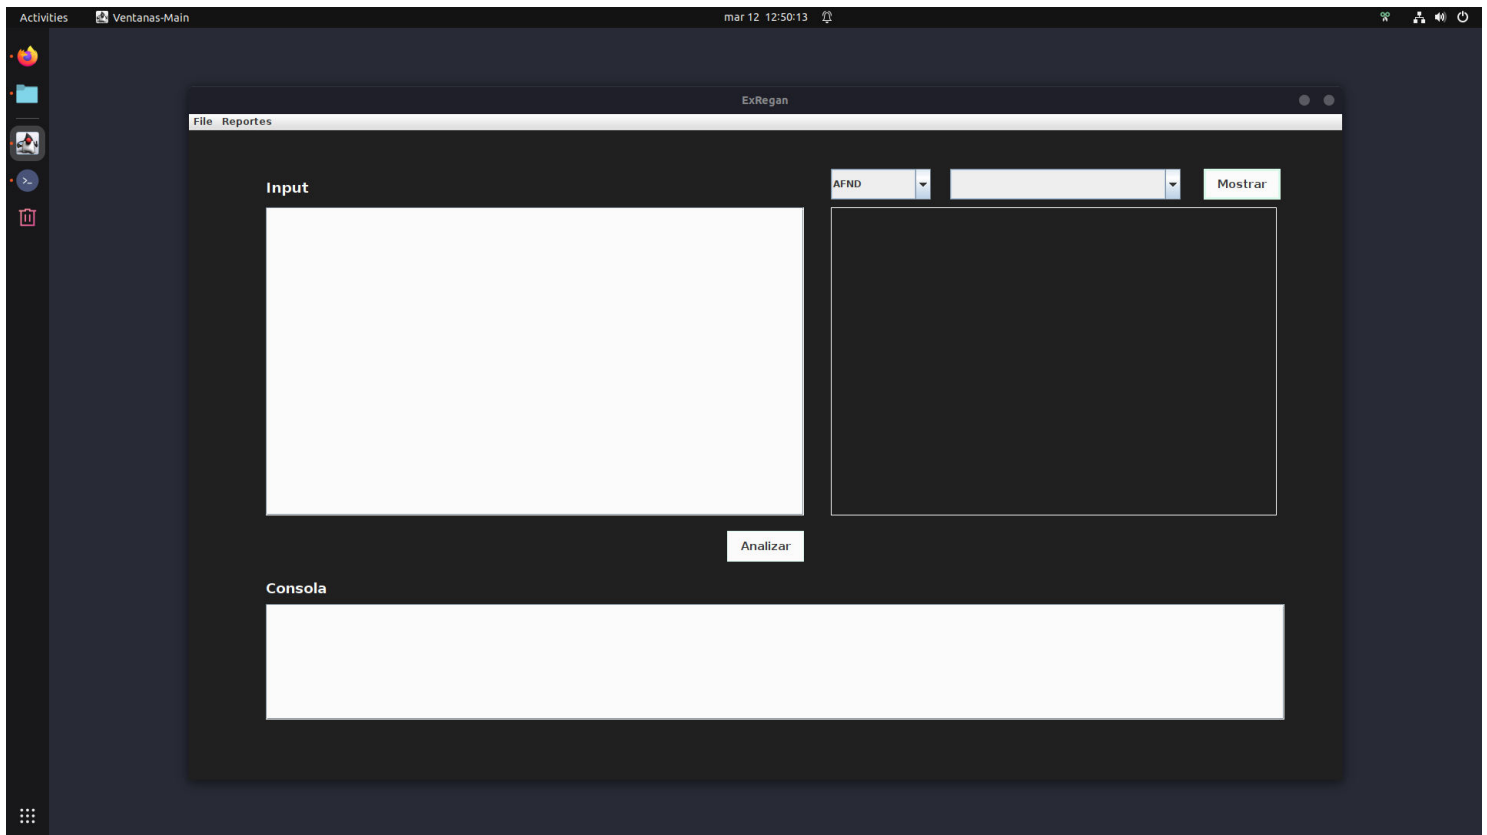 Activities Ventanas-Main mar 12 12:50:13
ExRegan
File Reportes
Input AFND Mostrar
Analizar
Consola